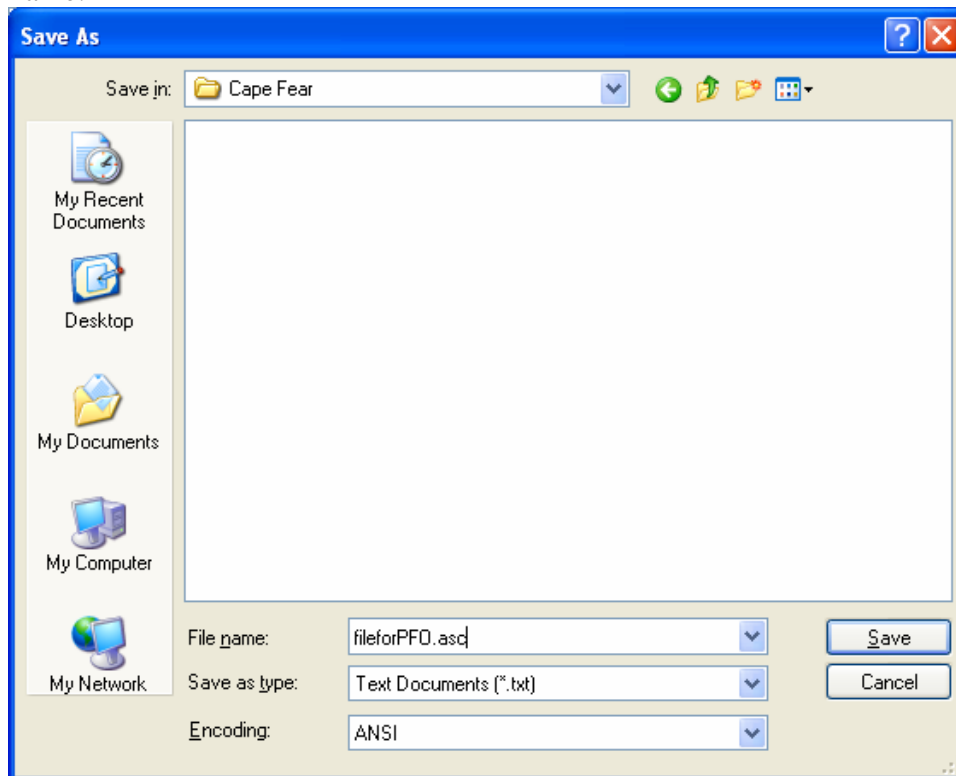 Save As
Save in:
Cape Fear
My Recent
Documents
Desktop
My Documents
My Computer
My Network
File name:
fileforPFO.asc
Save
Save as type:
Text Documents (*.txt)
Cancel
Encoding:
ANSI